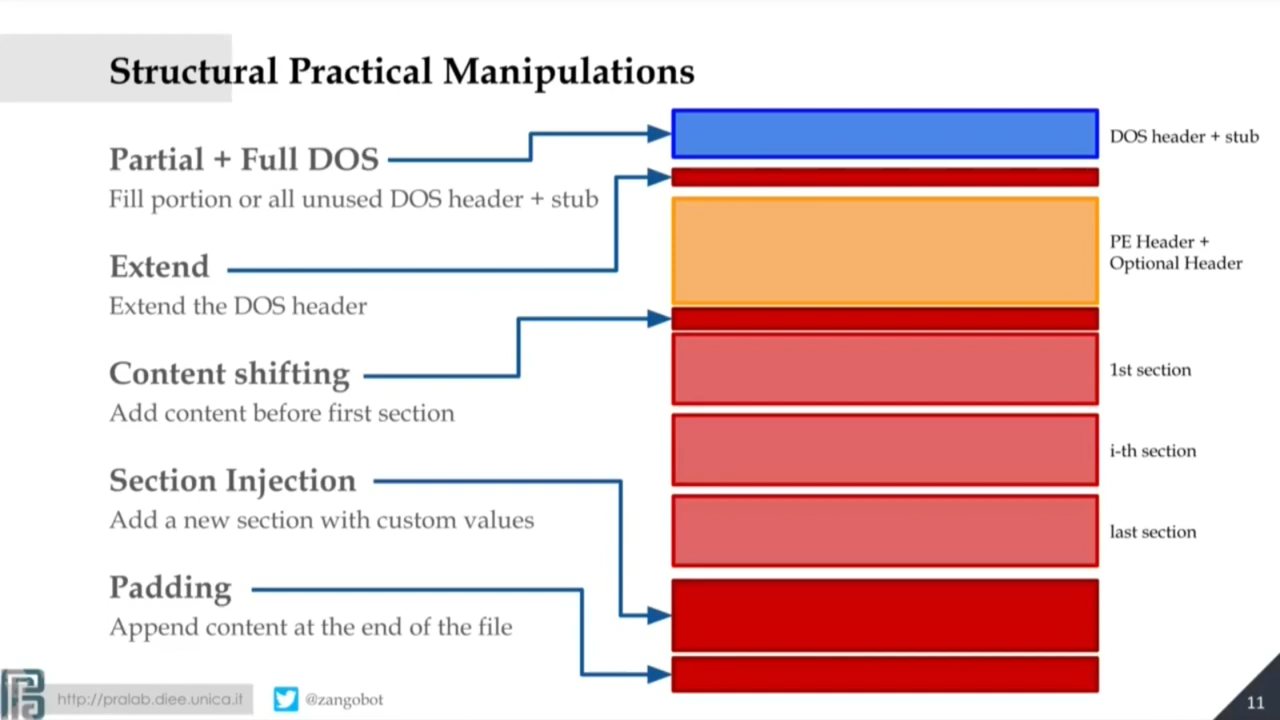 Structural Practical Manipulations
Partial + Full DOS
Fill portion or all unused DOS header + stub
Extend
Extend the DOS header
Content shifting
Add content before first section
Section Injection
Add a new section with custom values
Padding
Append content at the end of the file
DOS header + stub
PE Header +
Optional Header
1st section
i-th section
last section
http://pralab.diee.unica.it
@zangobot
11